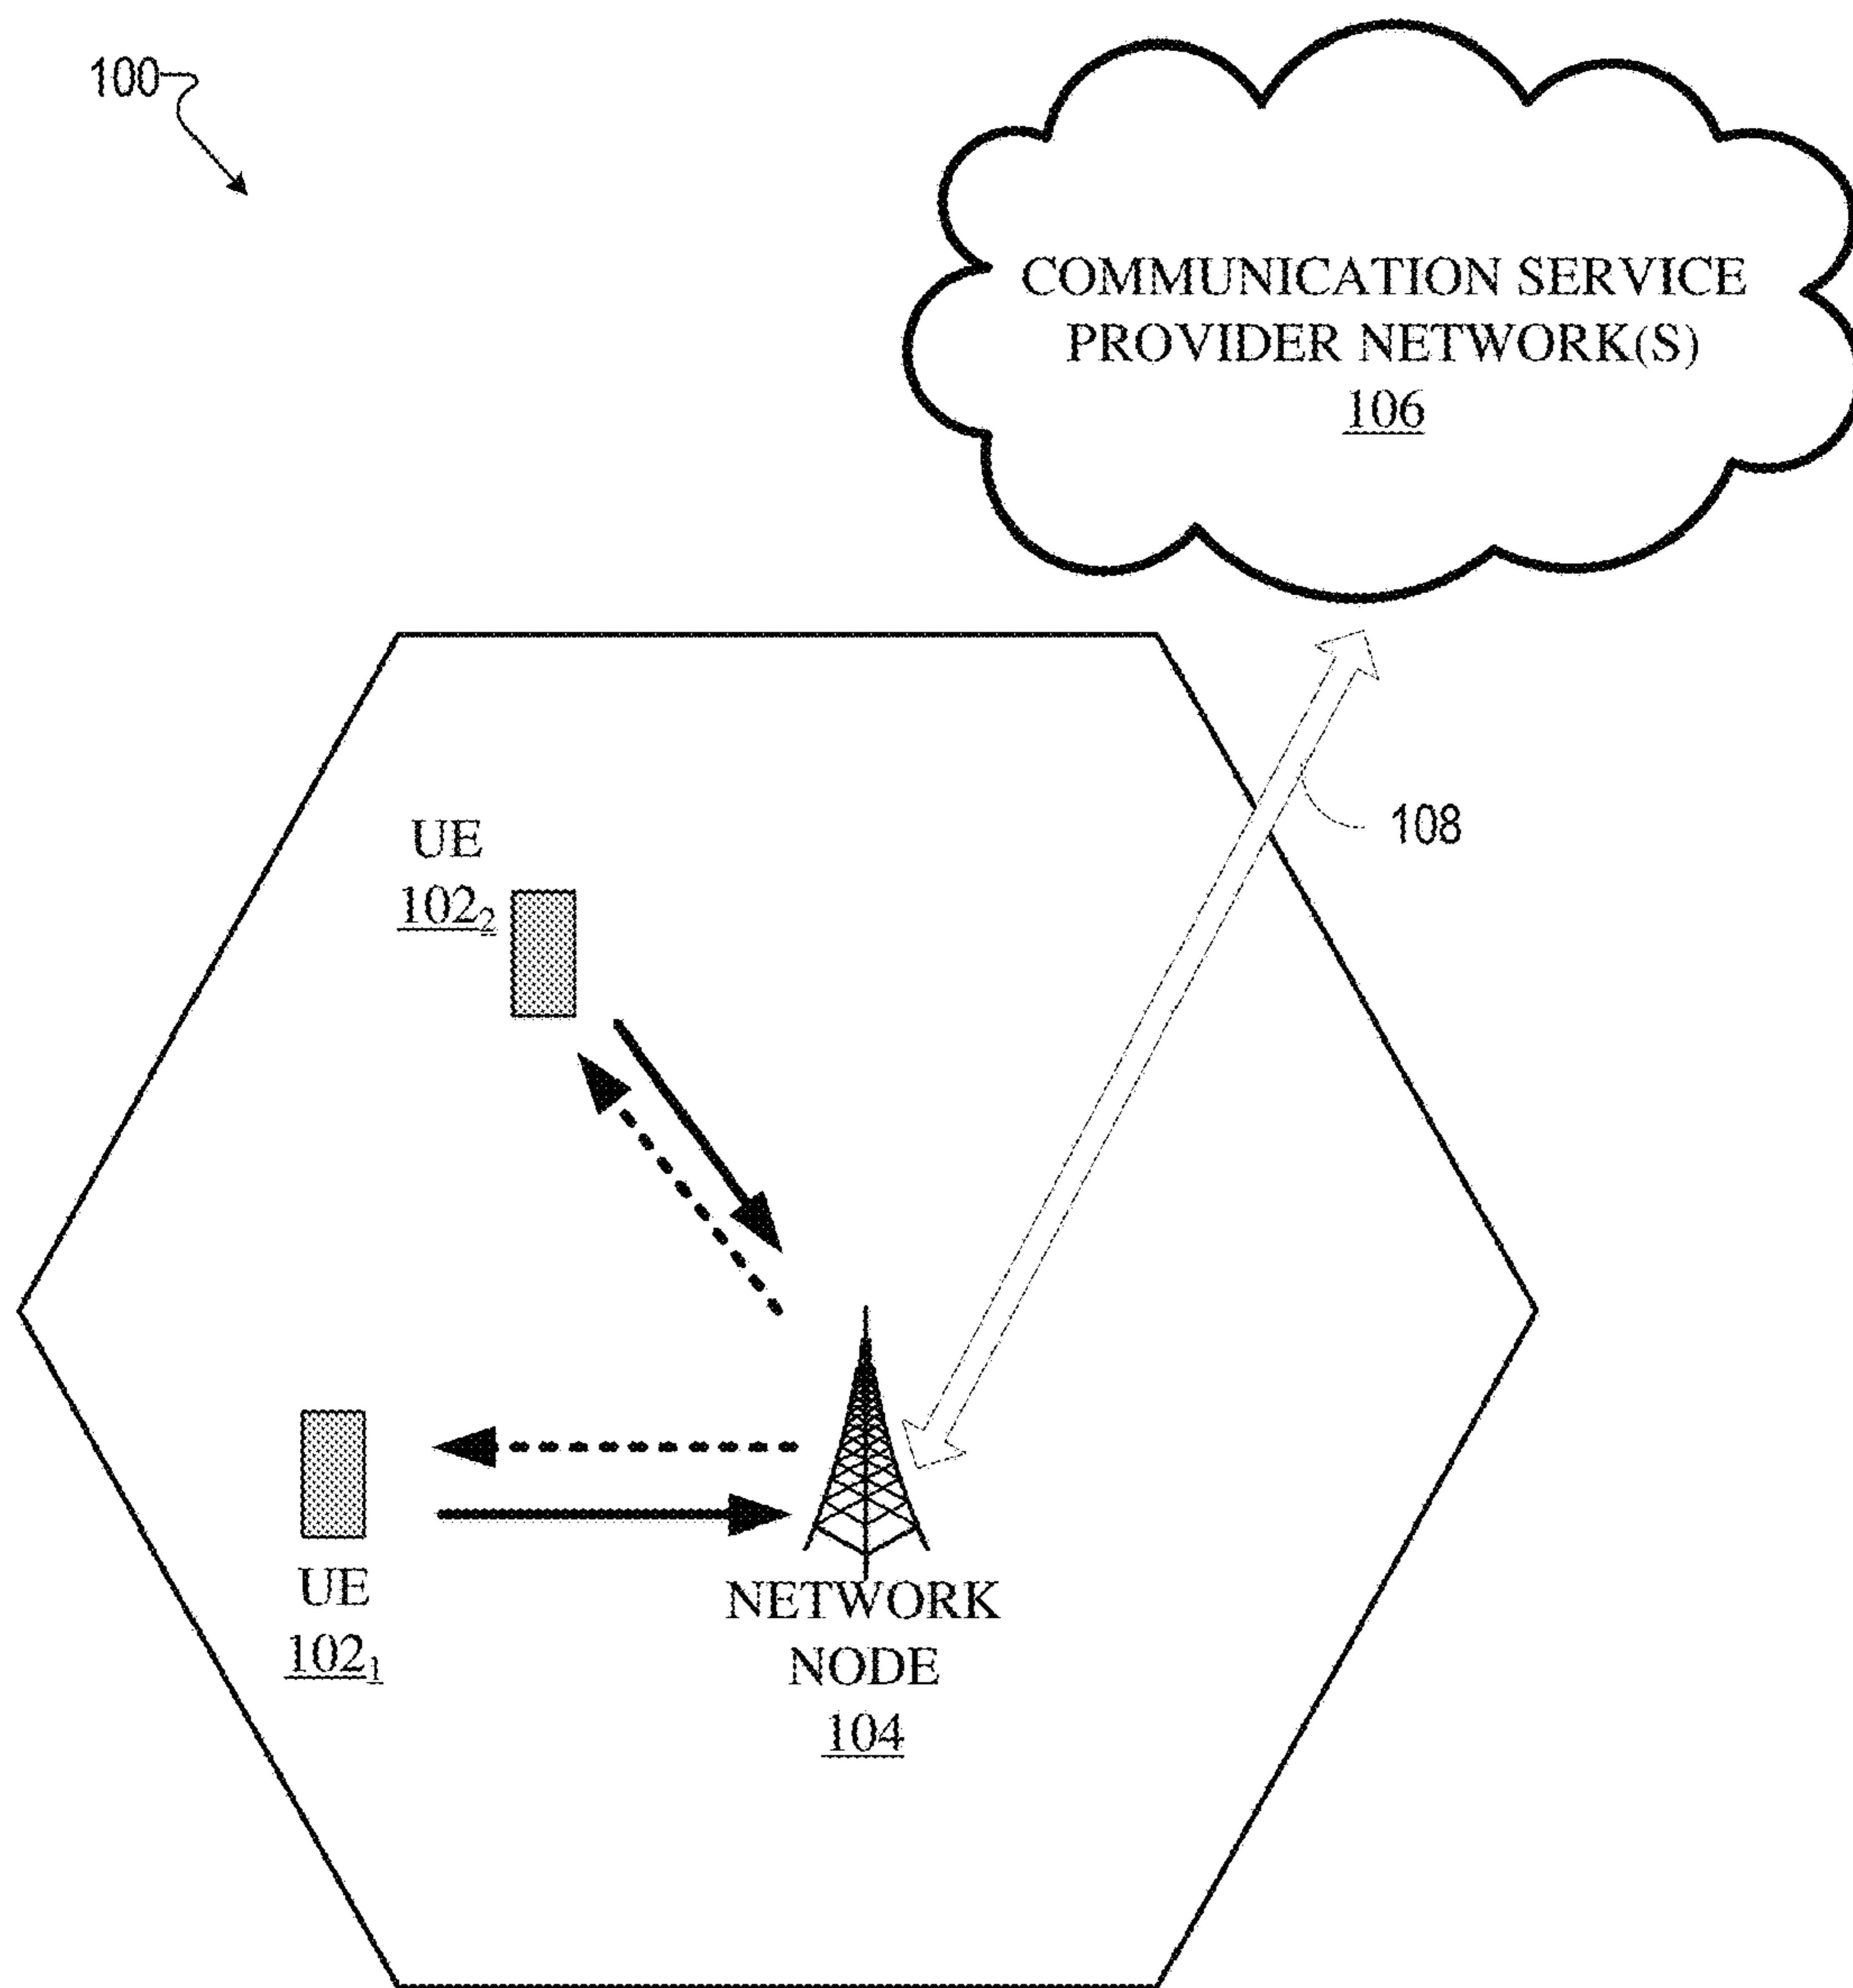 100
COMMUNICATION SERVICE
PROVIDER NETWORK(S)
106
108
UE
102₂
UE
102₁
NETWORK
NODE
104